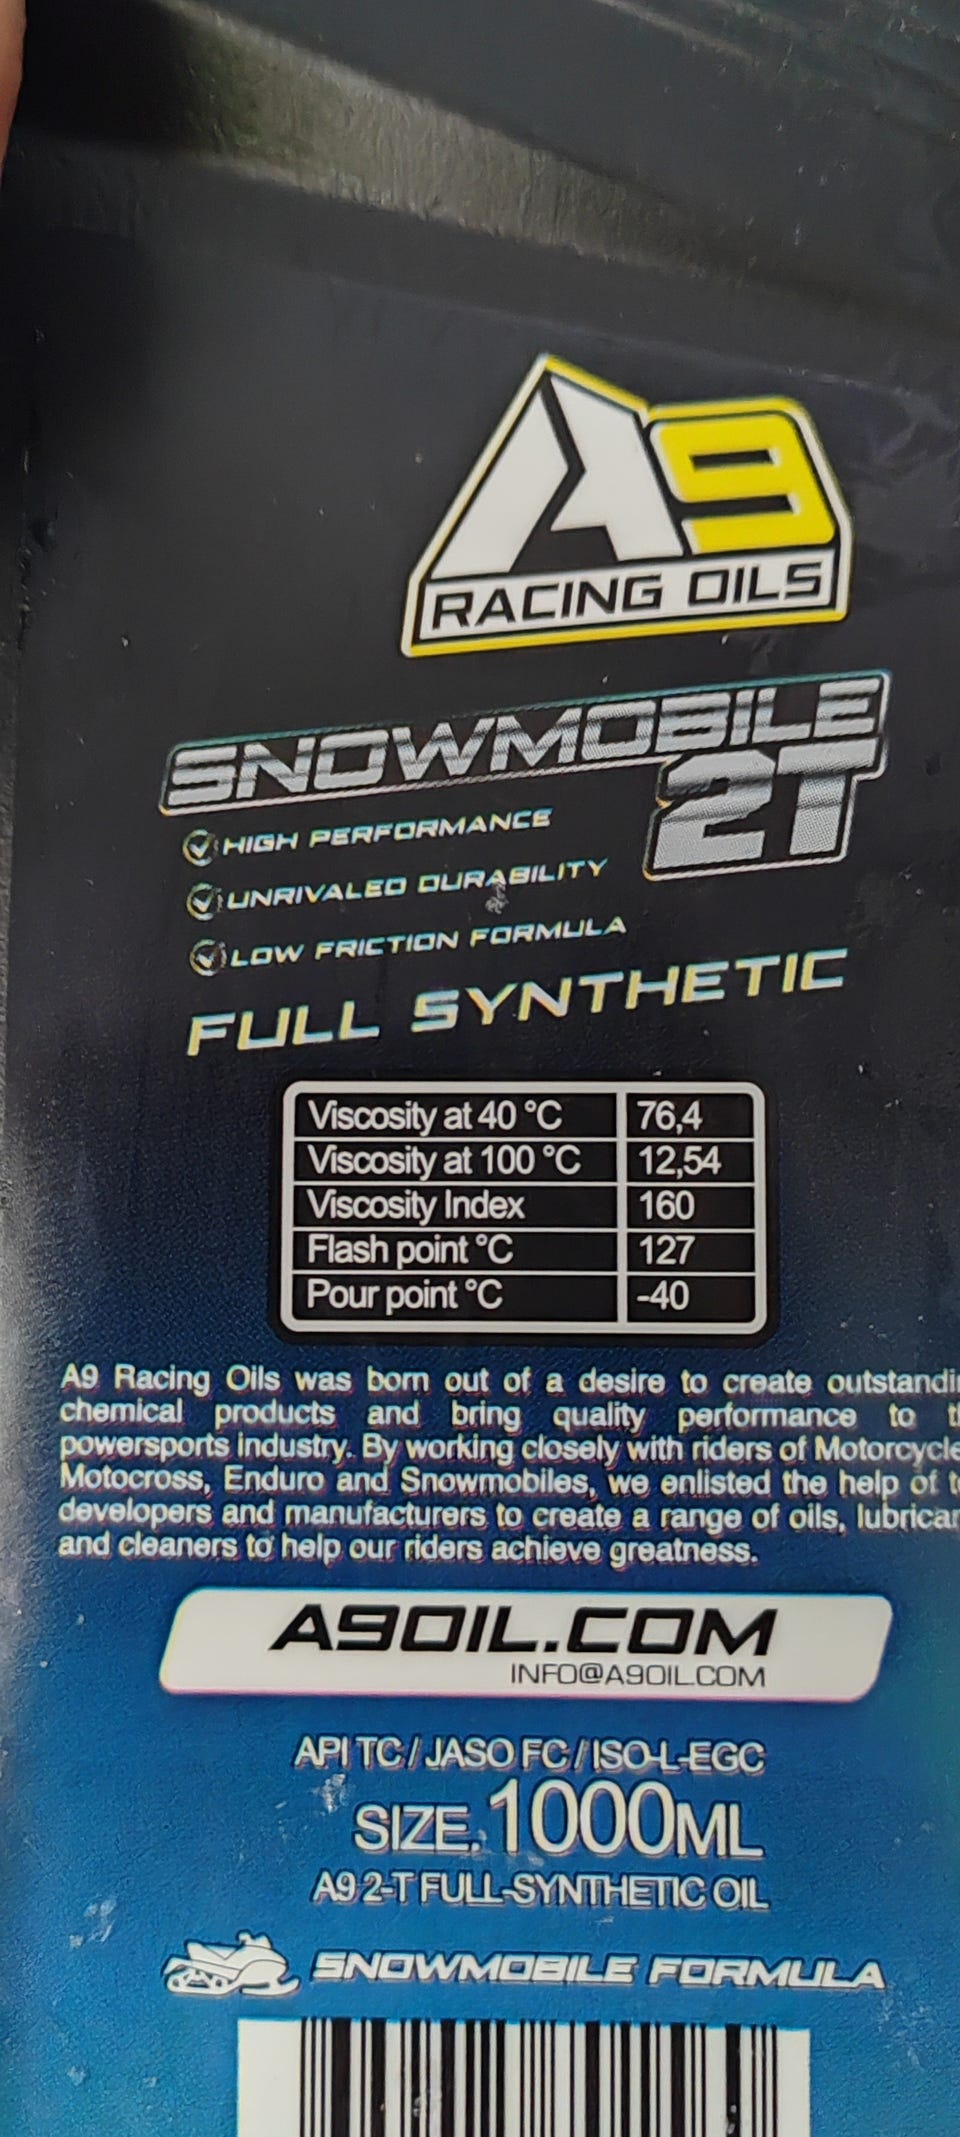 A9
RACING OILS
SNOWMOBILE
2T
HIGH PERFORMANCE
UNRIVALED DURABILITY
LOW FRICTION FORMULA
FULL SYNTHETIC
Viscosity at 40 °C 76,4
Viscosity at 100 °C 12,54
Viscosity Index 160
Flash point °C 127
Pour point °C -40
A9 Racing Oils was born out of a desire to create
chemical products and bring quality performance to
powersports industry. By working closely with riders of
Motocross, Enduro and Snowmobiles, we enlisted the help of
developers and manufacturers to create a range of oils,
and cleaners to help our riders achieve greatness.
A9OIL.COM
INFO@A9OIL.COM
API TC / JASO FC / ISO-L-EGC
SIZE. 1000ML
A9 2-T FULL-SYNTHETIC OIL
SNOWMOBILE FORMULA